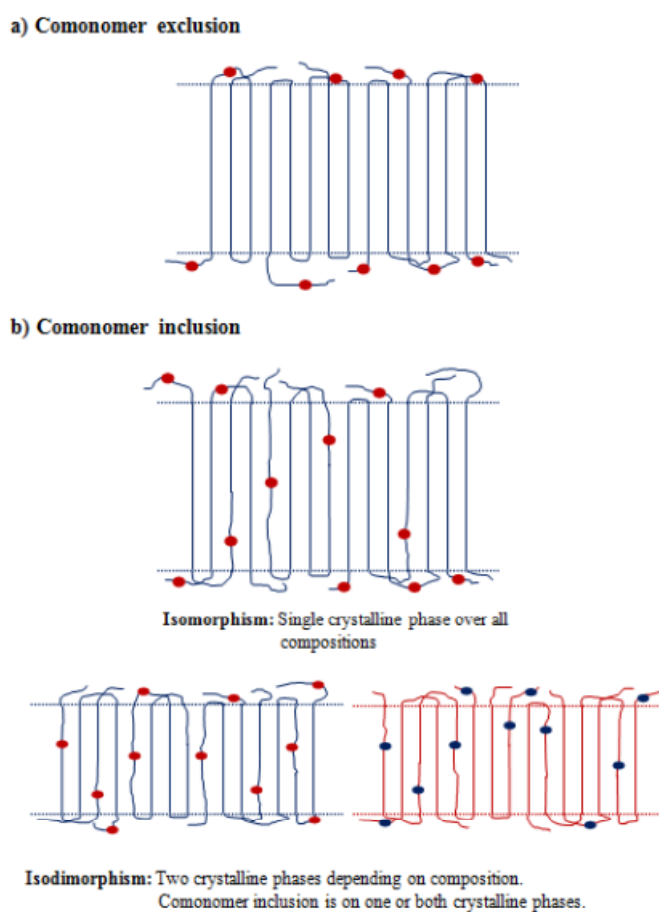 a) Comonomer exclusion
b) Comonomer inclusion
Isomorphism: Single crystalline phase over all
compositions
Isodimorphism: Two crystalline phases depending on composition.
Comonomer inclusion is on one or both crystalline phases.